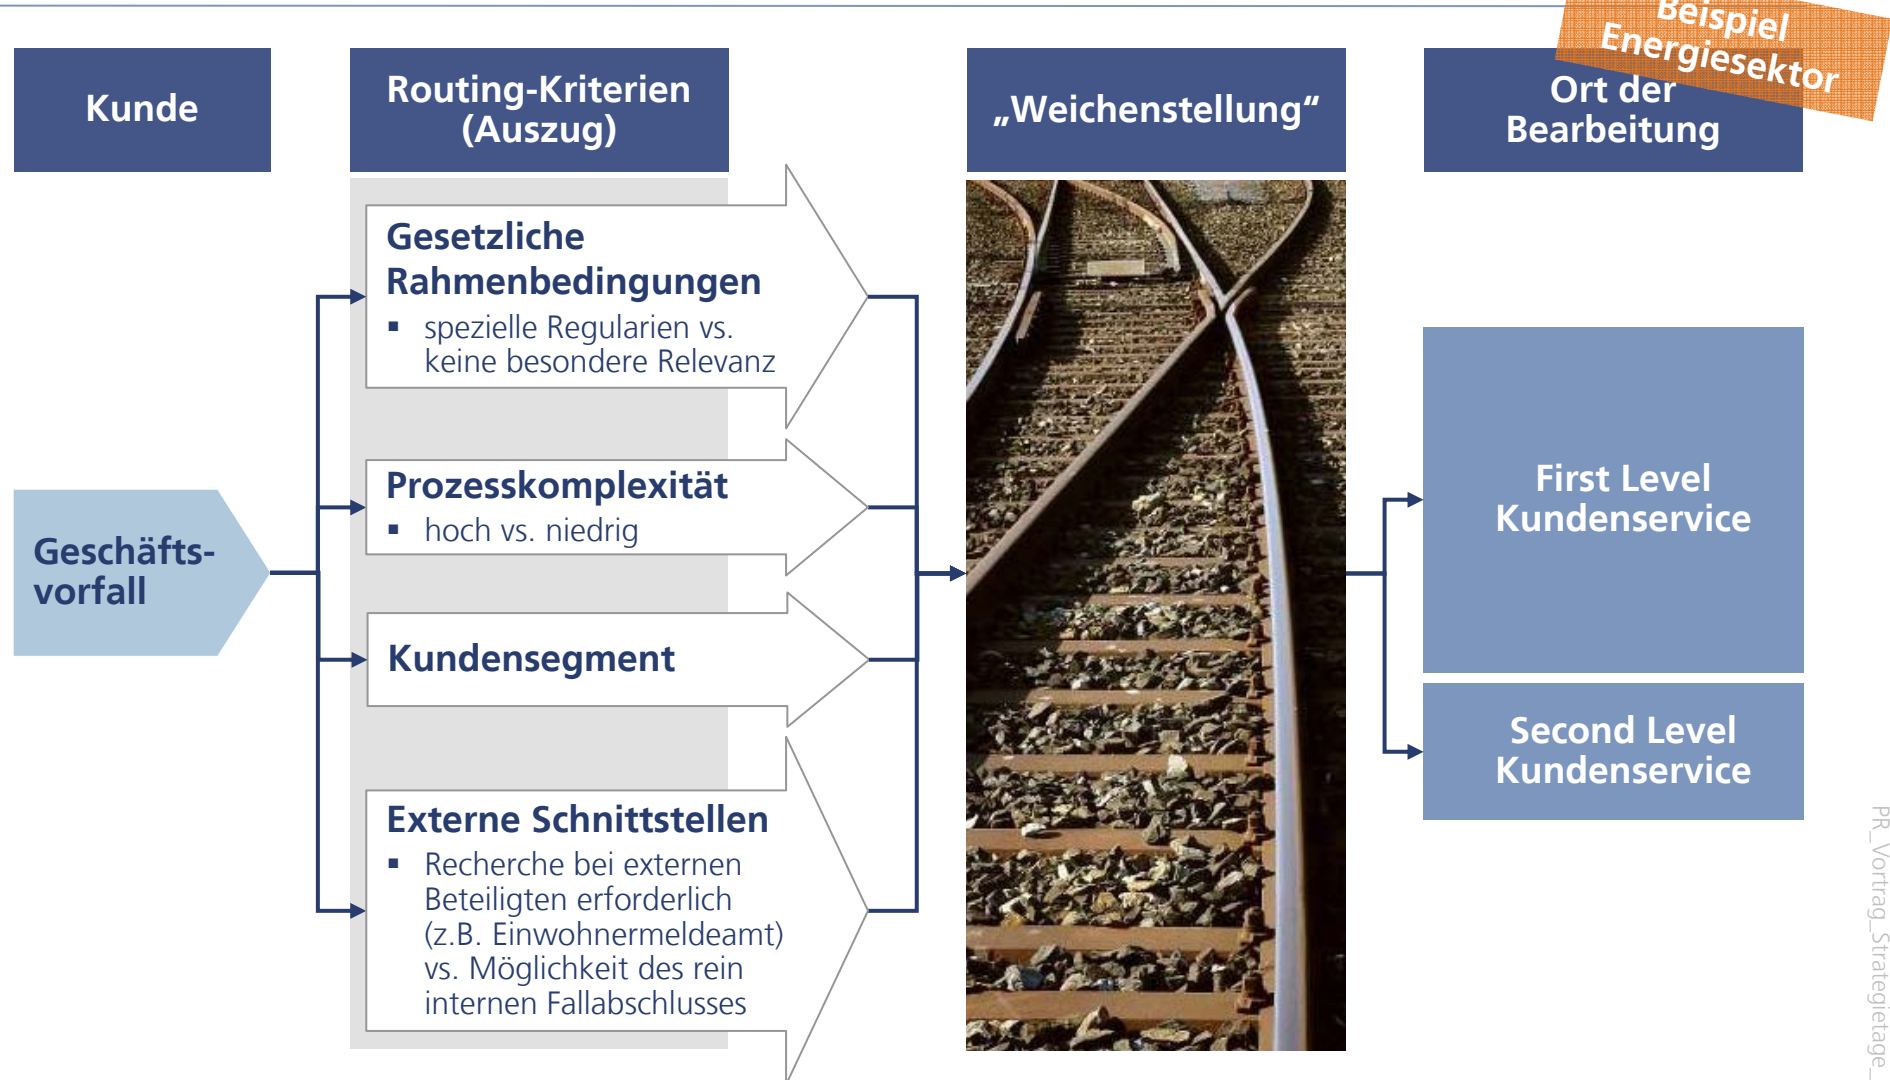 Beispiel
Energiesektor
Kunde
Routing-Kriterien
(Auszug)
„Weichenstellung“
Ort der
Bearbeitung
Geschäfts-
vorfall
Gesetzliche
Rahmenbedingungen
▪ spezielle Regularien vs.
keine besondere Relevanz
Prozesskomplexität
▪ hoch vs. niedrig
Kundensegment
Externe Schnittstellen
▪ Recherche bei externen
Beteiligten erforderlich
(z.B. Einwohnermeldeamt)
vs. Möglichkeit des rein
internen Fallabschlusses
First Level
Kundenservice
Second Level
Kundenservice
PR_Vortrag_Strategietage_